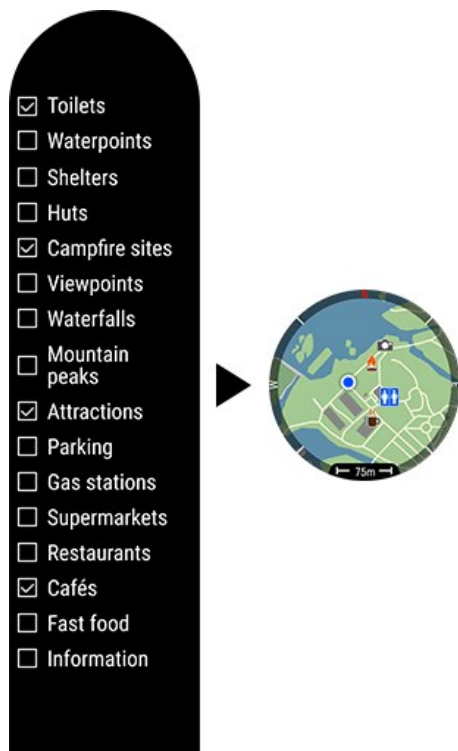 Toilets
Waterpoints
Shelters
Huts
Campfire sites
Viewpoints
Waterfalls
Mountain
peaks
Attractions
Parking
Gas stations
Supermarkets
Restaurants
Cafés
Fast food
Information
N
W
75m